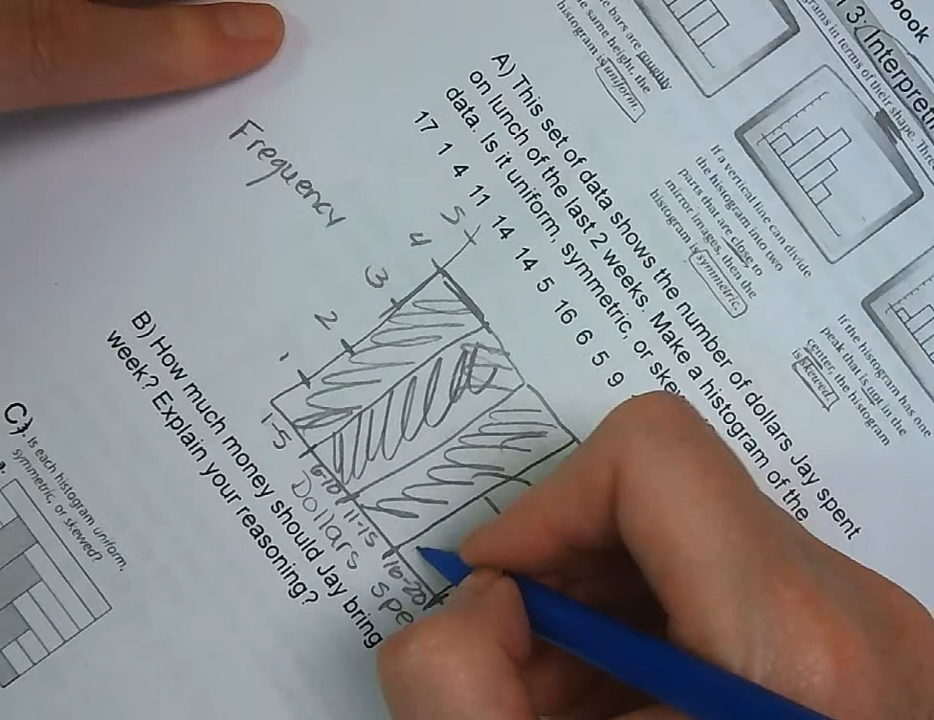 book
3: Interpreti
grams in terms of their shape. Thre
e bars are roughly
he same height, the
histogram is uniform.
If a vertical line can divide
the histogram into two
parts that are close to
mirror images, then the
histogram is symmetric.
If the histogram has one
peak that is not in the
center, the histogram
is skewed.
A) This set of data shows the number of dollars Jay spent
on lunch of the last 2 weeks. Make a histogram of the
data. Is it uniform, symmetric, or ske
17 1 4 11 14 14 5 16 6 5 9
Frequency
5
4
3
2
1
1-5 6-10 11-15 16-20
Dollars spe
B) How much money should Jay bring
week? Explain your reasoning?
C) Is each histogram uniform,
symmetric, or skewed?